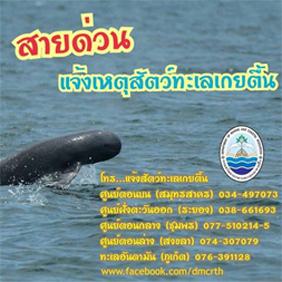 สายด่วน
แจ้งเหตุสัตว์ทะเลเกยตื้น
โทร...แจ้งสัตว์ทะเลเกยตื้น
ศูนย์ตอนบน (สมุทรสาคร) 034-497073
ศูนย์ฝั่งตะวันออก (ระยอง) 038-661693
ศูนย์ตอนกลาง (ชุมพร) 077-510214-5
ศูนย์ตอนล่าง (สงขลา) 074-307079
ทะเลอันดามัน (ภูเก็ต) 076-391128
www.facebook.com/dmcrth